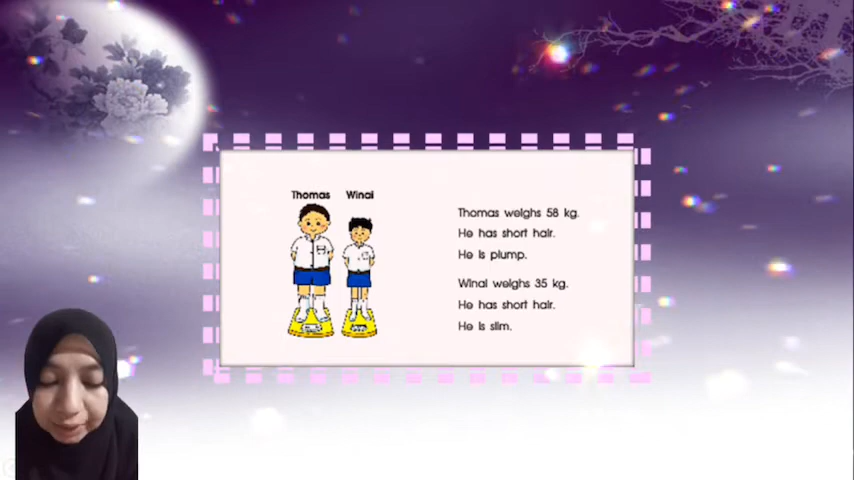 Thomas Winai
Thomas weighs 58 kg.
He has short hair.
He is plump.
Winai weighs 35 kg.
He has short hair.
He is slim.